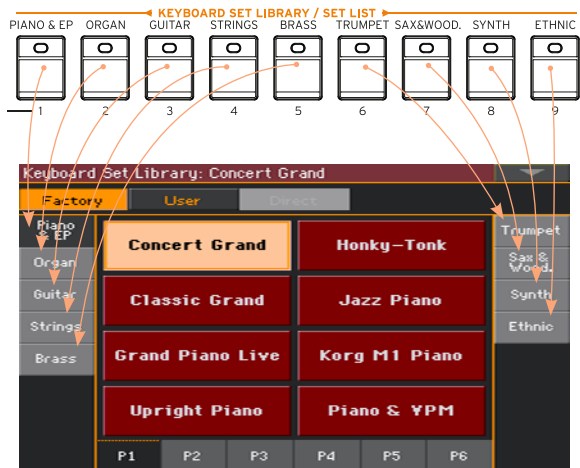 KEYBOARD SET LIBRARY / SET LIST
PIANO & EP ORGAN GUITAR STRINGS BRASS TRUMPET SAX&WOOD. SYNTH ETHNIC
1 2 3 4 5 6 7 8 9
Keyboard Set Library: Concert Grand
Factory User Direct
Piano & EP
Organ
Guitar
Strings
Brass
Concert Grand Honky-Tonk
Classic Grand Jazz Piano
Grand Piano Live Korg M1 Piano
Upright Piano Piano & ¥PM
Trumpet
Sax & Wood.
Synth
Ethnic
P1 P2 P3 P4 P5 P6